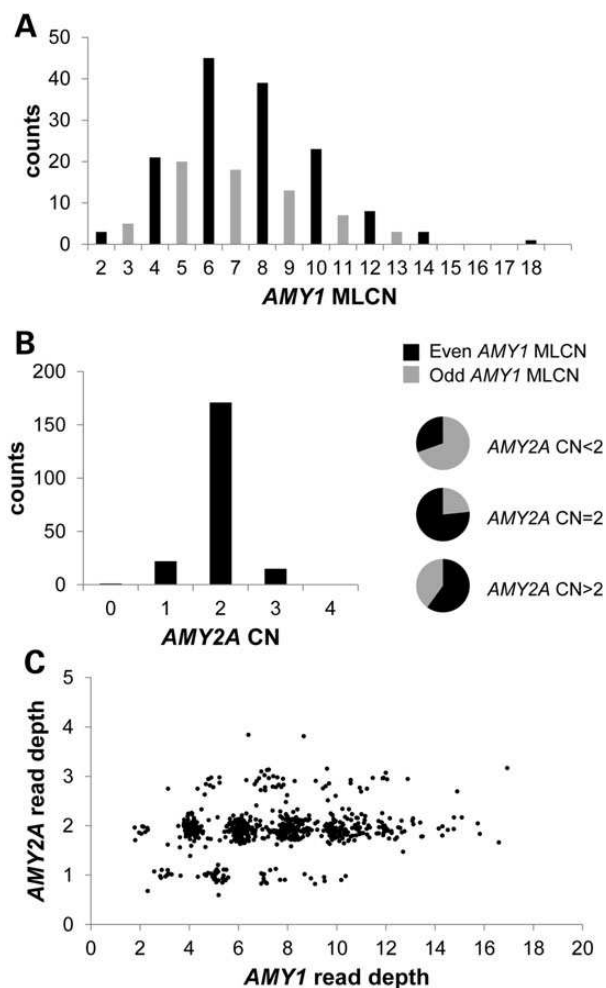 A
50
40
30
20
10
0
counts
2 3 4 5 6 7 8 9 10 11 12 13 14 15 16 17 18
AMY1 MLCN
B
200
150
100
50
0
counts
0 1 2 3 4
AMY2A CN
Even AMY1 MLCN
Odd AMY1 MLCN
AMY2A CN<2
AMY2A CN=2
AMY2A CN>2
C
5
4
3
2
1
0
AMY2A read depth
0 2 4 6 8 10 12 14 16 18 20
AMY1 read depth